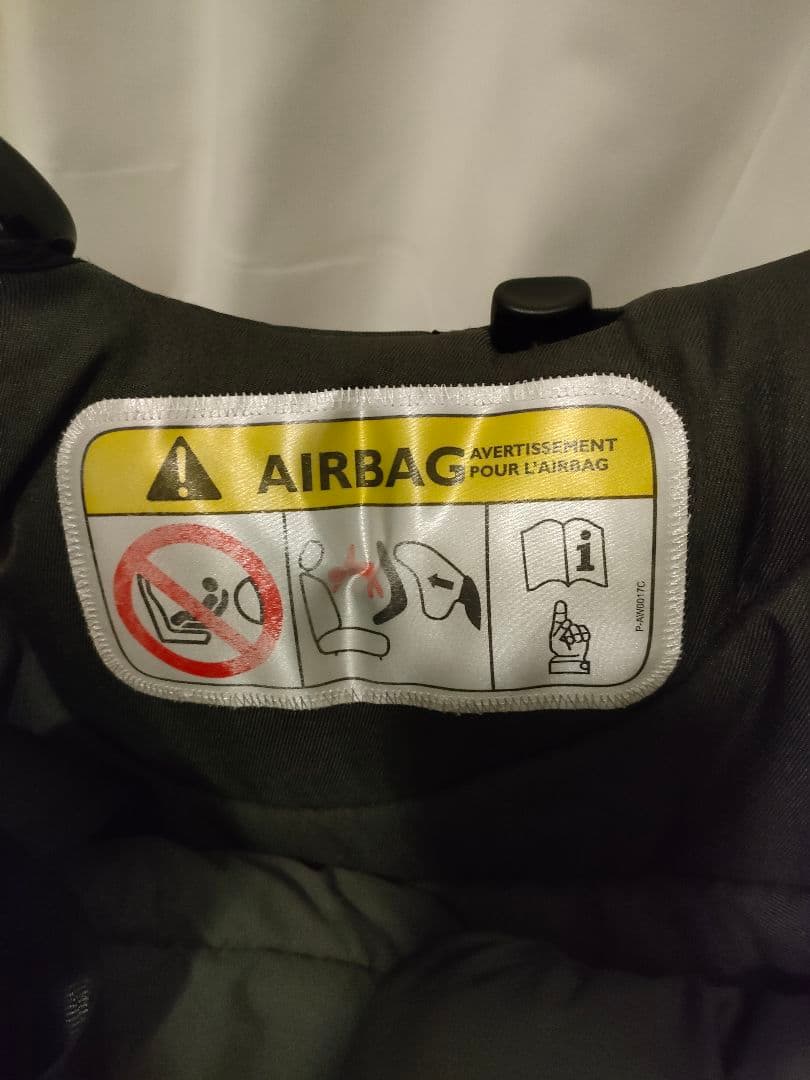 AIRBAG
AVERTISSEMENT
POUR L'AIRBAG
i
P-AW0017C